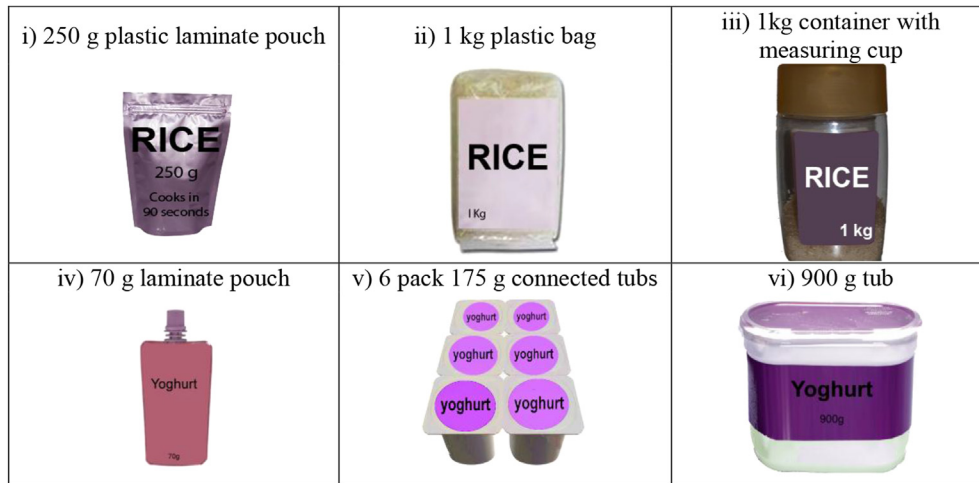 i) 250 g plastic laminate pouch
RICE
250 g
Cooks in
90 seconds
ii) 1 kg plastic bag
RICE
1 Kg
iii) 1kg container with
measuring cup
RICE
1 kg
iv) 70 g laminate pouch
Yoghurt
70g
v) 6 pack 175 g connected tubs
yoghurt yoghurt
yoghurt yoghurt
yoghurt yoghurt
vi) 900 g tub
Yoghurt
900g